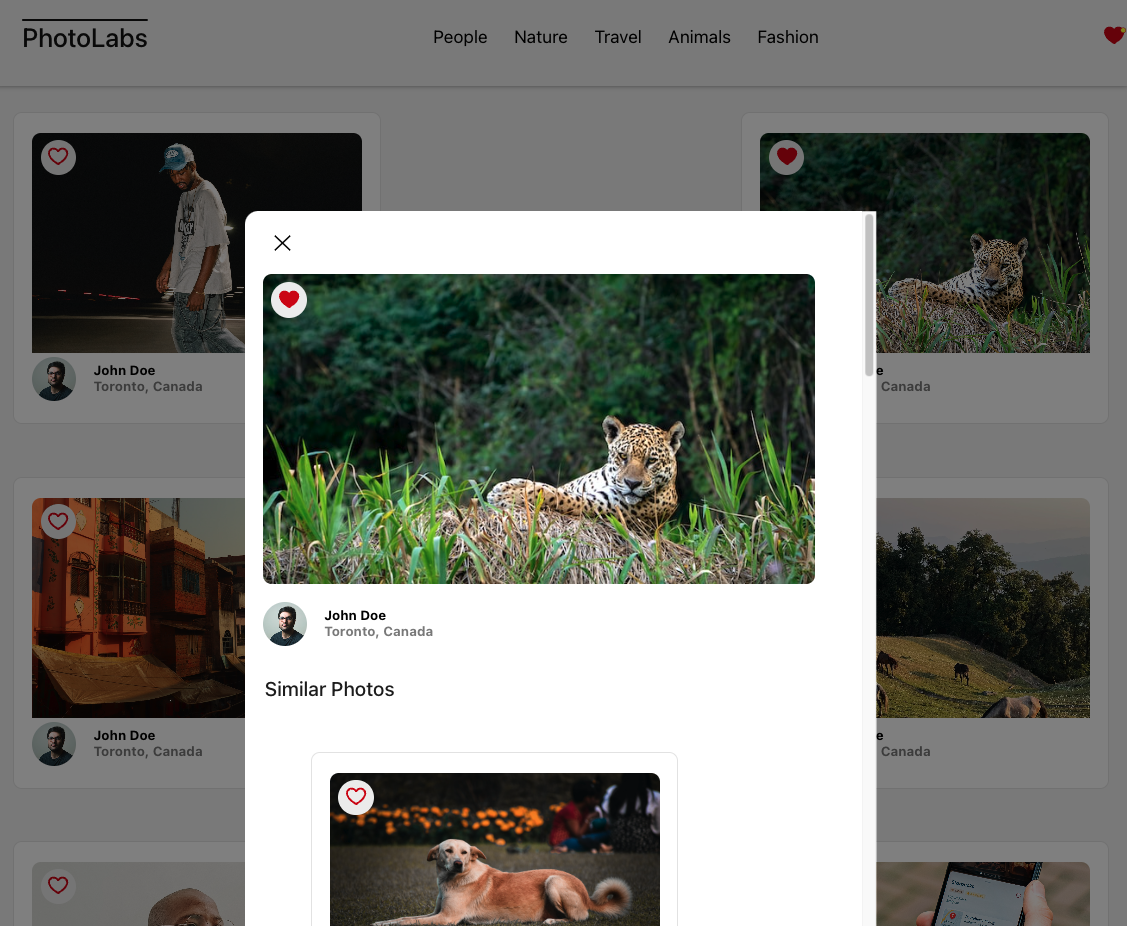 PhotoLabs
People Nature Travel Animals Fashion
John Doe
Toronto, Canada
e
Canada
John Doe
Toronto, Canada
Similar Photos
John Doe
Toronto, Canada
e
Canada